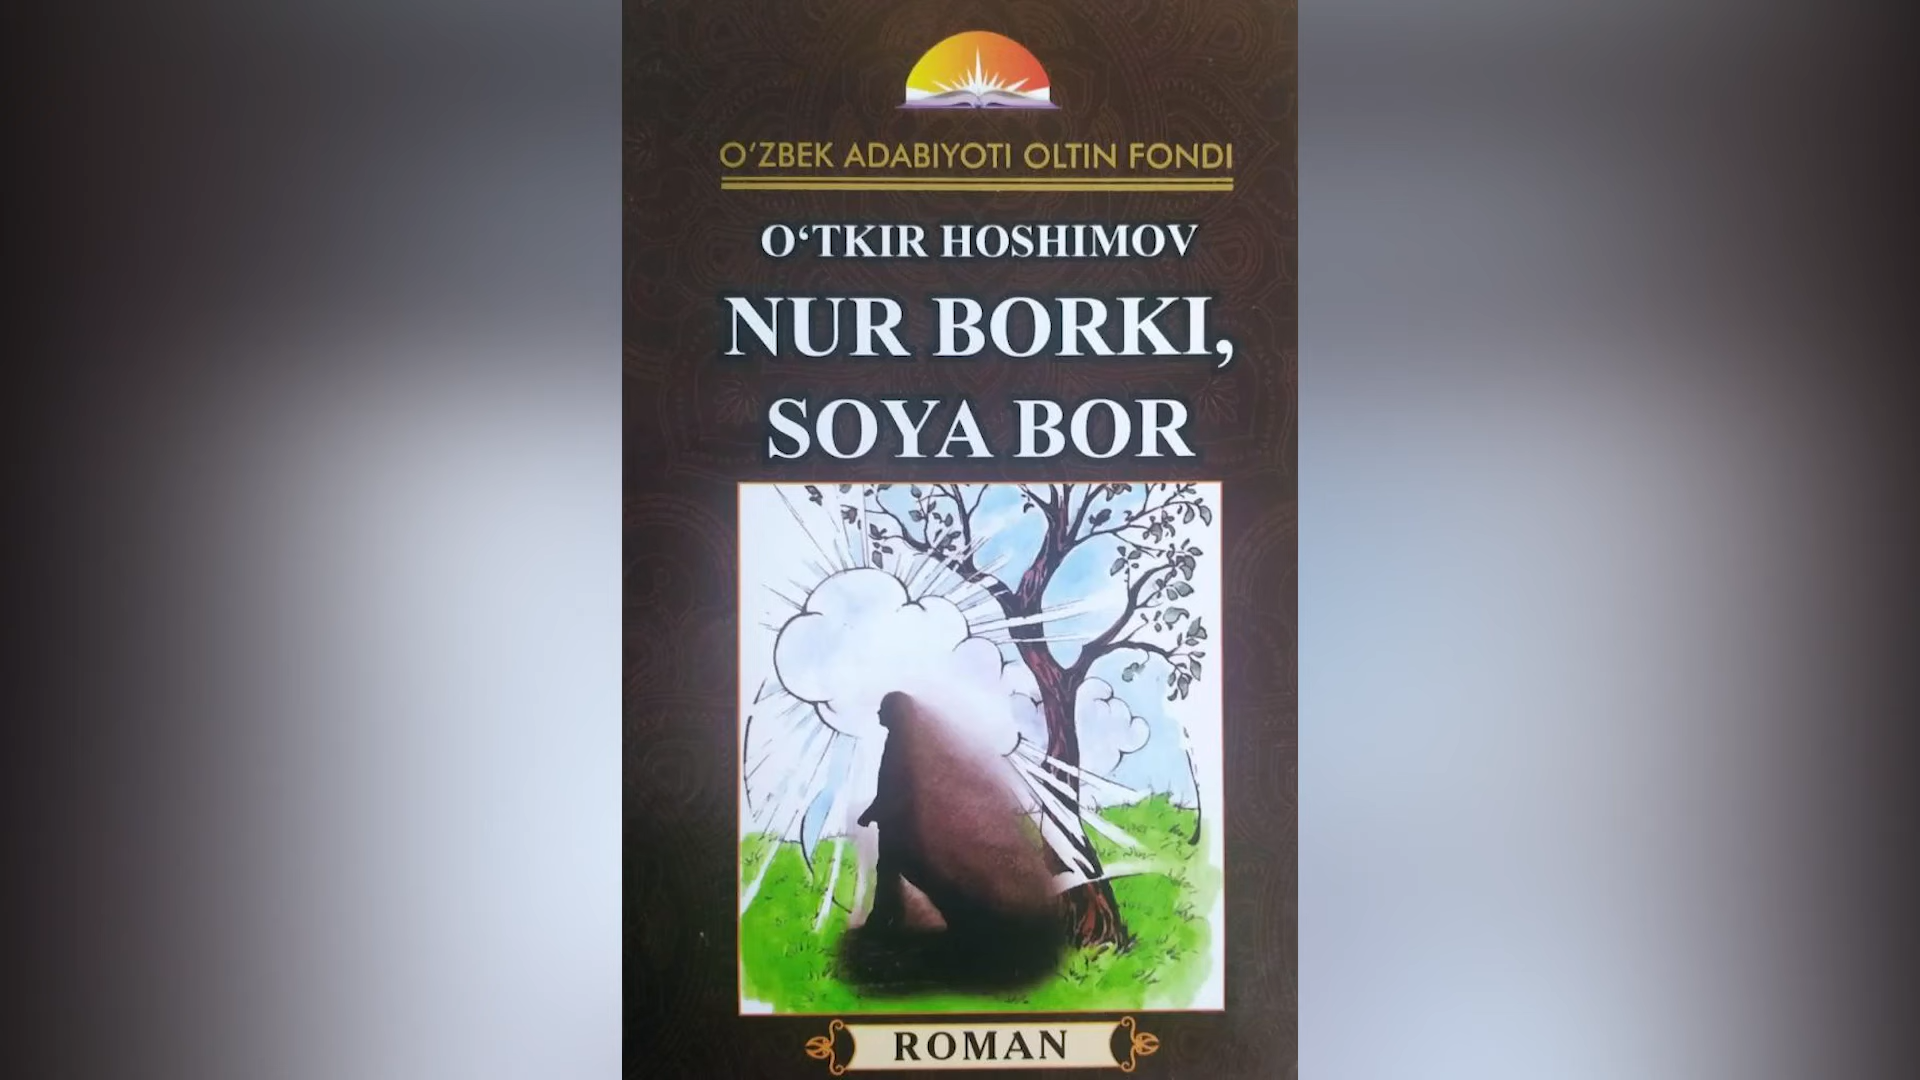 O‘ZBEK ADABIYOTI OLTIN FONDI
O‘TKIR HOSHIMOV
NUR BORKI,
SOYA BOR
ROMAN